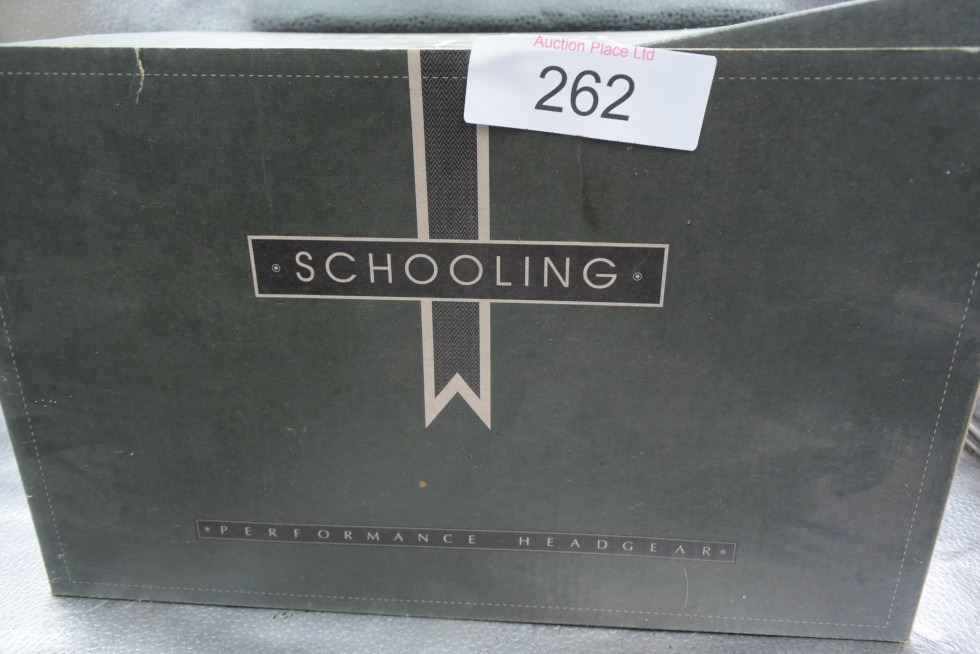 Auction Place Ltd
262
SCHOOLING
PERFORMANCE HEADGEAR